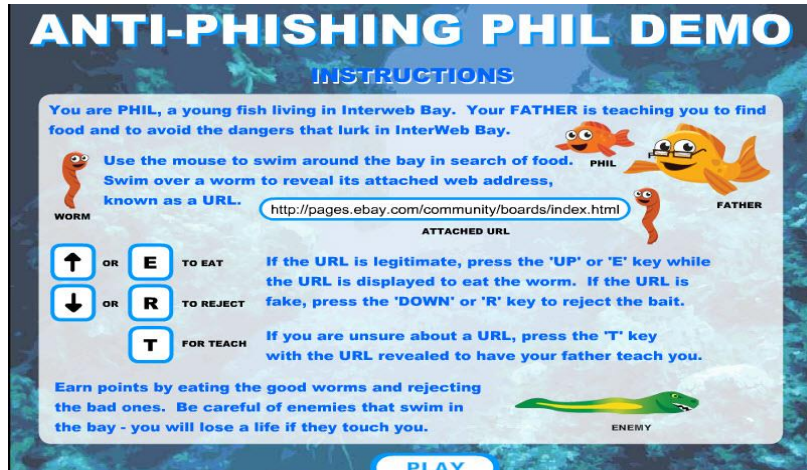 ANTI-PHISHING PHIL DEMO
INSTRUCTIONS
You are PHIL, a young fish living in Interweb Bay. Your FATHER is teaching you to find
food and to avoid the dangers that lurk in InterWeb Bay.
Use the mouse to swim around the bay in search of food.
Swim over a worm to reveal its attached web address,
known as a URL.
PHIL
FATHER
WORM
http://pages.ebay.com/community/boards/index.html
ATTACHED URL
↑ OR E TO EAT
If the URL is legitimate, press the 'UP' or 'E' key while
the URL is displayed to eat the worm. If the URL is
↓ OR R TO REJECT
fake, press the 'DOWN' or 'R' key to reject the bait.
T FOR TEACH
If you are unsure about a URL, press the 'T' key
with the URL revealed to have your father teach you.
Earn points by eating the good worms and rejecting
the bad ones. Be careful of enemies that swim in
the bay - you will lose a life if they touch you.
ENEMY
PLAY